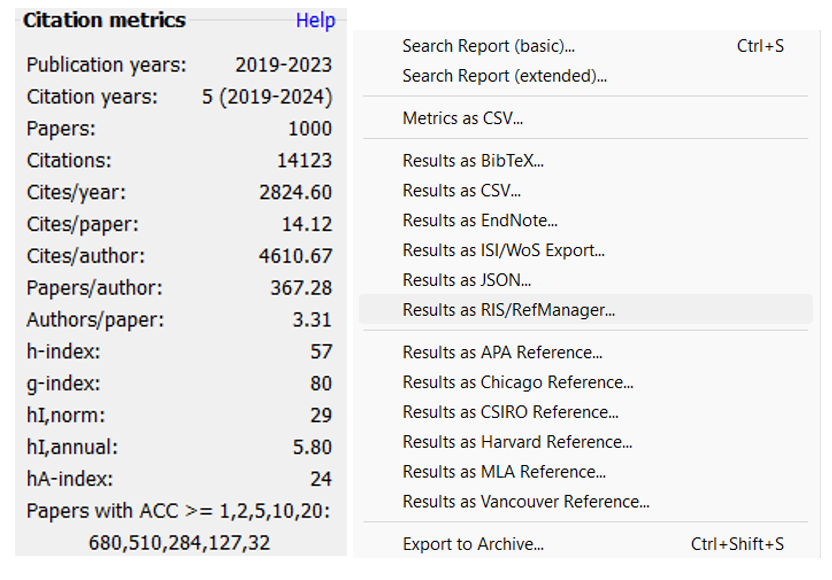 Citation metrics Help
Publication years: 2019-2023
Citation years: 5 (2019-2024)
Papers: 1000
Citations: 14123
Cites/year: 2824.60
Cites/paper: 14.12
Cites/author: 4610.67
Papers/author: 367.28
Authors/paper: 3.31
h-index: 57
g-index: 80
hI,norm: 29
hI,annual: 5.80
hA-index: 24
Papers with ACC >= 1,2,5,10,20:
680,510,284,127,32
Search Report (basic)... Ctrl+S
Search Report (extended)...
Metrics as CSV...
Results as BibTeX...
Results as CSV...
Results as EndNote...
Results as ISI/WoS Export...
Results as JSON...
Results as RIS/RefManager...
Results as APA Reference...
Results as Chicago Reference...
Results as CSIRO Reference...
Results as Harvard Reference...
Results as MLA Reference...
Results as Vancouver Reference...
Export to Archive... Ctrl+Shift+S